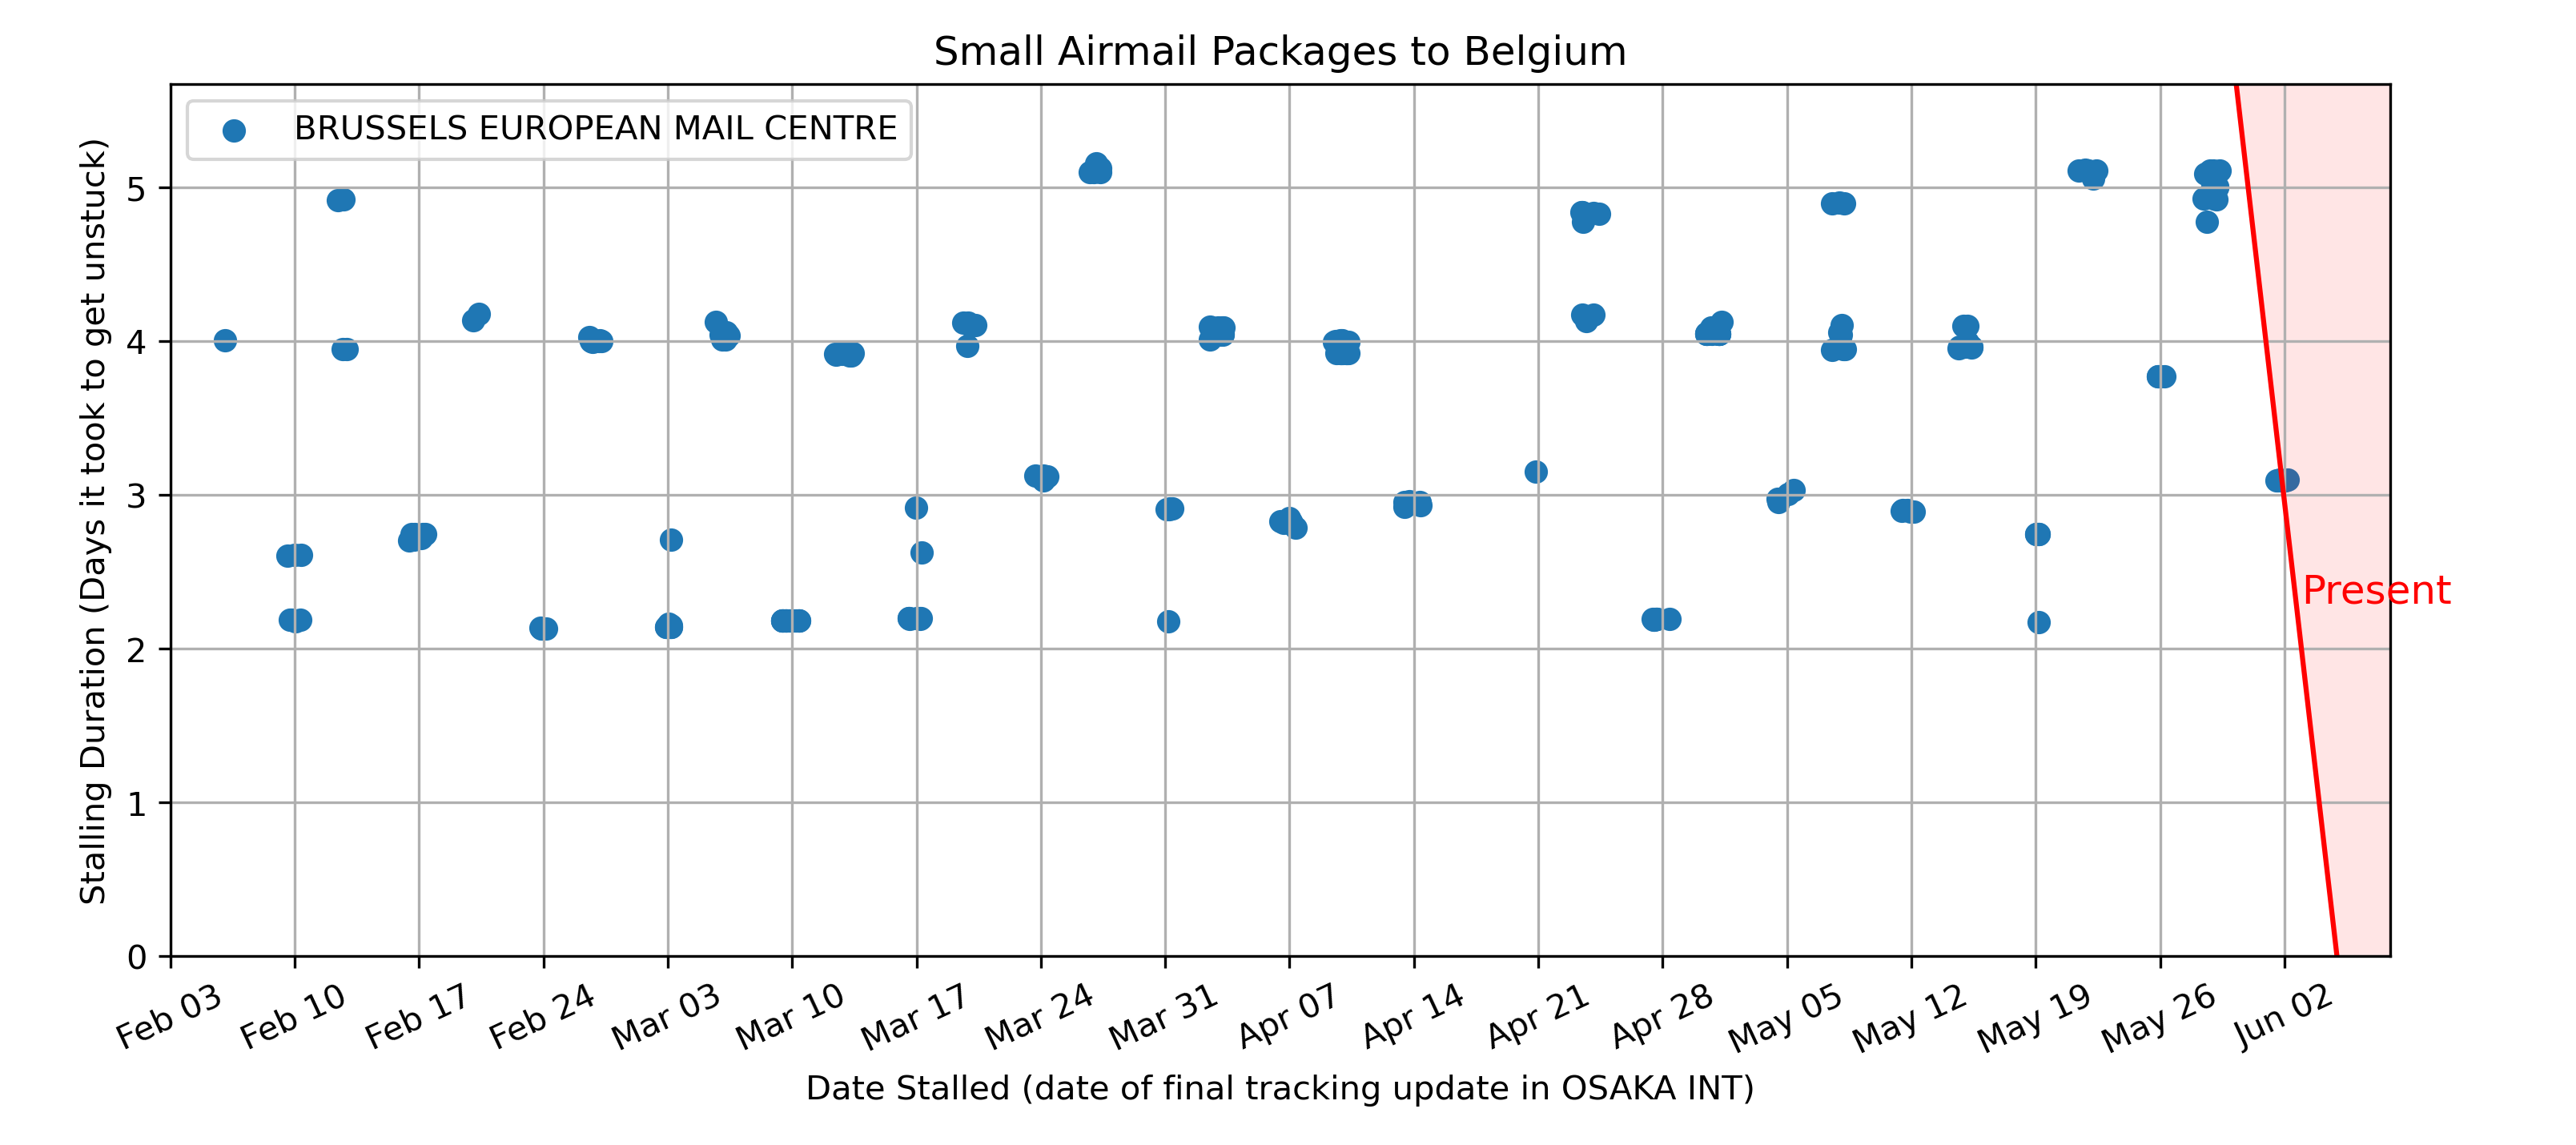 Small Airmail Packages to Belgium
BRUSSELS EUROPEAN MAIL CENTRE
Stalling Duration (Days it took to get unstuck)
5
4
3
2
1
0
Present
Feb 03
Feb 10
Feb 17
Feb 24
Mar 03
Mar 10
Mar 17
Mar 24
Mar 31
Apr 07
Apr 14
Apr 21
Apr 28
May 05
May 12
May 19
May 26
Jun 02
Date Stalled (date of final tracking update in OSAKA INT)